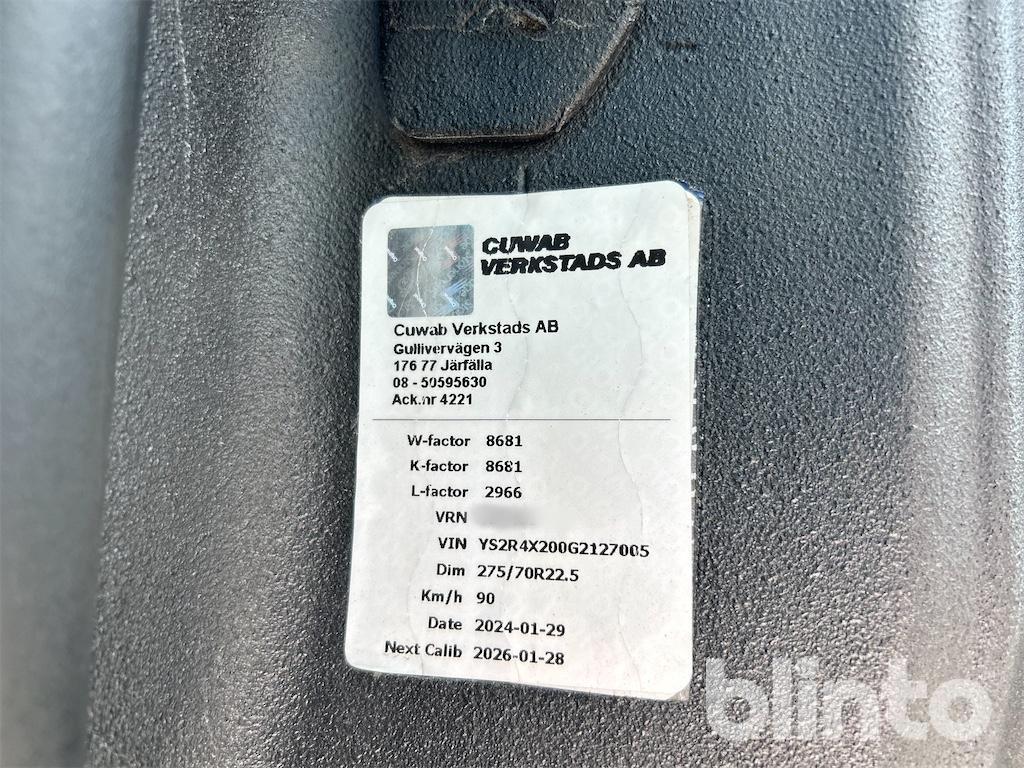 CUWAB
VERKSTADS AB
Cuwab Verkstads AB
Gullivervägen 3
176 77 Järfälla
08 - 50595630
Ack.nr 4221
W-factor 8681
K-factor 8681
L-factor 2966
VRN
VIN YS2R4X200G2127005
Dim 275/70R22.5
Km/h 90
Date 2024-01-29
Next Calib 2026-01-28
blinto